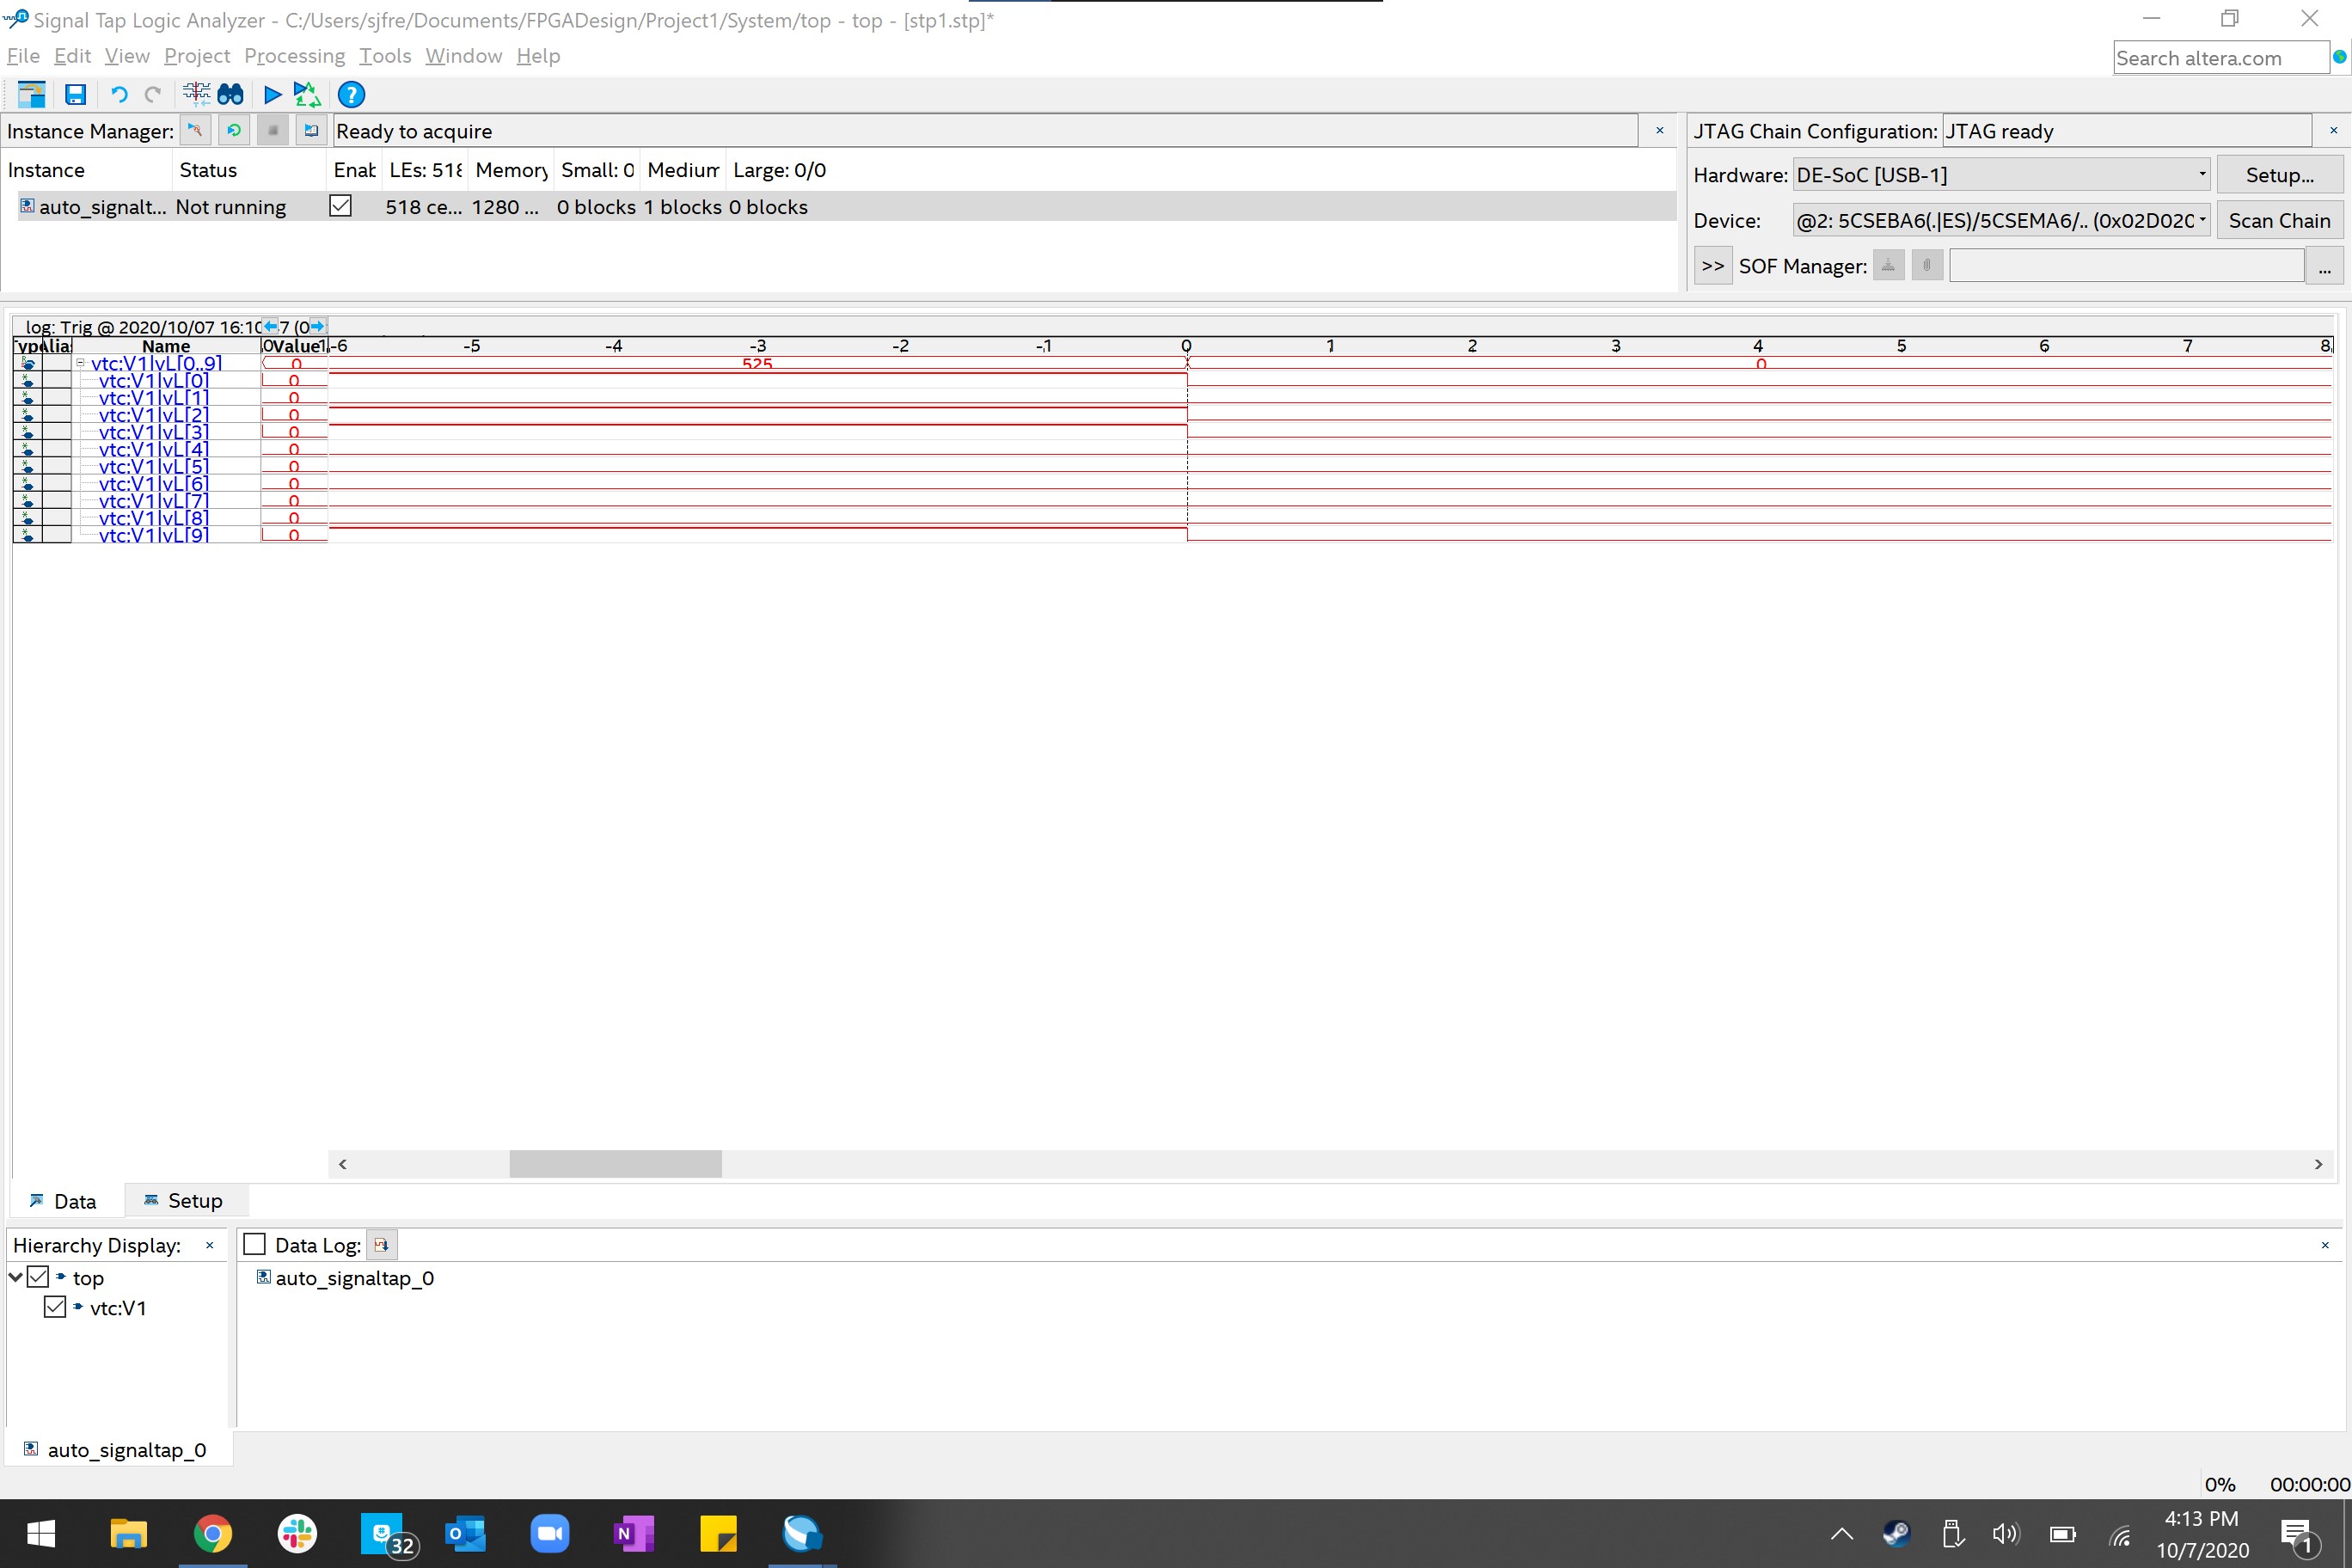 Signal Tap Logic Analyzer - C:/Users/sjfre/Documents/FPGADesign/Project1/System/top - top - [stp1.stp]*
File Edit View Project Processing Tools Window Help
Search altera.com
Instance Manager: Ready to acquire
JTAG Chain Configuration: JTAG ready
Instance Status Enab LEs: 518 Memory Small: 0 Medium Large: 0/0
auto_signalt... Not running 518 ce... 1280 ... 0 blocks 1 blocks 0 blocks
Hardware: DE-SoC [USB-1] Setup...
Device: @2: 5CSEBA6(.|ES)/5CSEMA6/.. (0x02D020 Scan Chain
>> SOF Manager: ...
log: Trig @ 2020/10/07 16:10 7 (0
Type Alias Name 0 Value 1 -6 -5 -4 -3 -2 -1 0 1 2 3 4 5 6 7 8
vtc:V1|vL[0..9] 0 525 0
vtc:V1|vL[0] 0
vtc:V1|vL[1] 0
vtc:V1|vL[2] 0
vtc:V1|vL[3] 0
vtc:V1|vL[4] 0
vtc:V1|vL[5] 0
vtc:V1|vL[6] 0
vtc:V1|vL[7] 0
vtc:V1|vL[8] 0
vtc:V1|vL[9] 0
Data Setup
Hierarchy Display: Data Log:
top
vtc:V1
auto_signaltap_0
auto_signaltap_0
0% 00:00:00
32
4:13 PM
10/7/2020
1